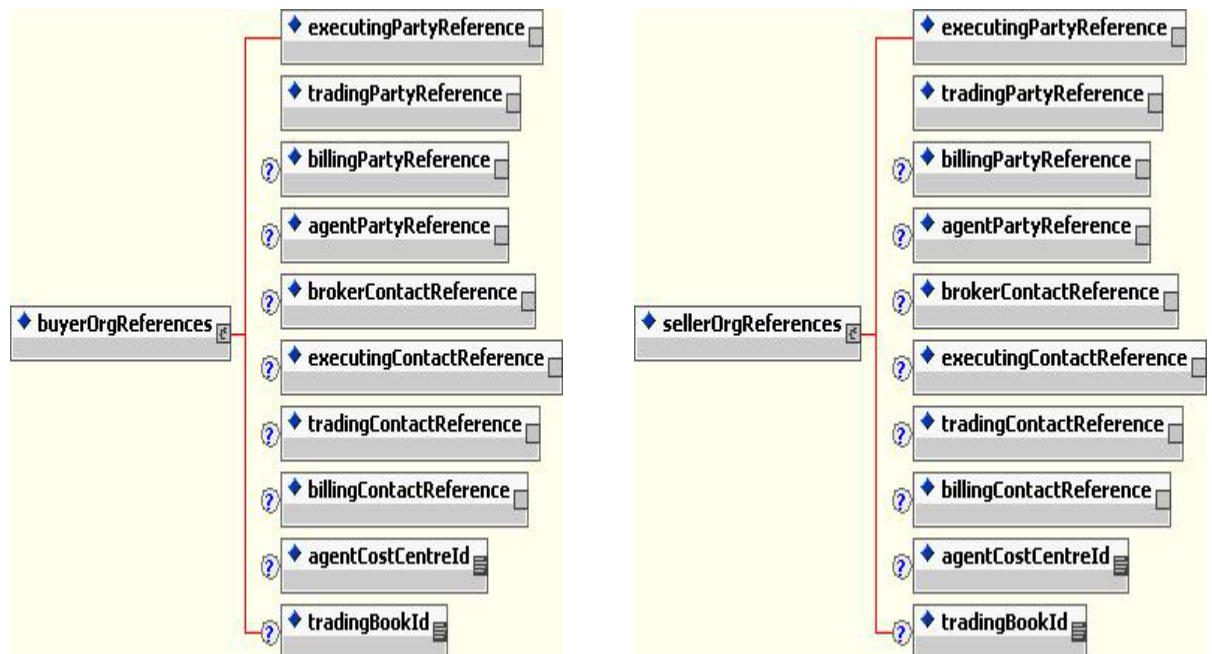 executingPartyReference
tradingPartyReference
? billingPartyReference
? agentPartyReference
? brokerContactReference
buyerOrgReferences
? executingContactReference
? tradingContactReference
? billingContactReference
? agentCostCentreId
? tradingBookId
executingPartyReference
tradingPartyReference
? billingPartyReference
? agentPartyReference
? brokerContactReference
sellerOrgReferences
? executingContactReference
? tradingContactReference
? billingContactReference
? agentCostCentreId
? tradingBookId